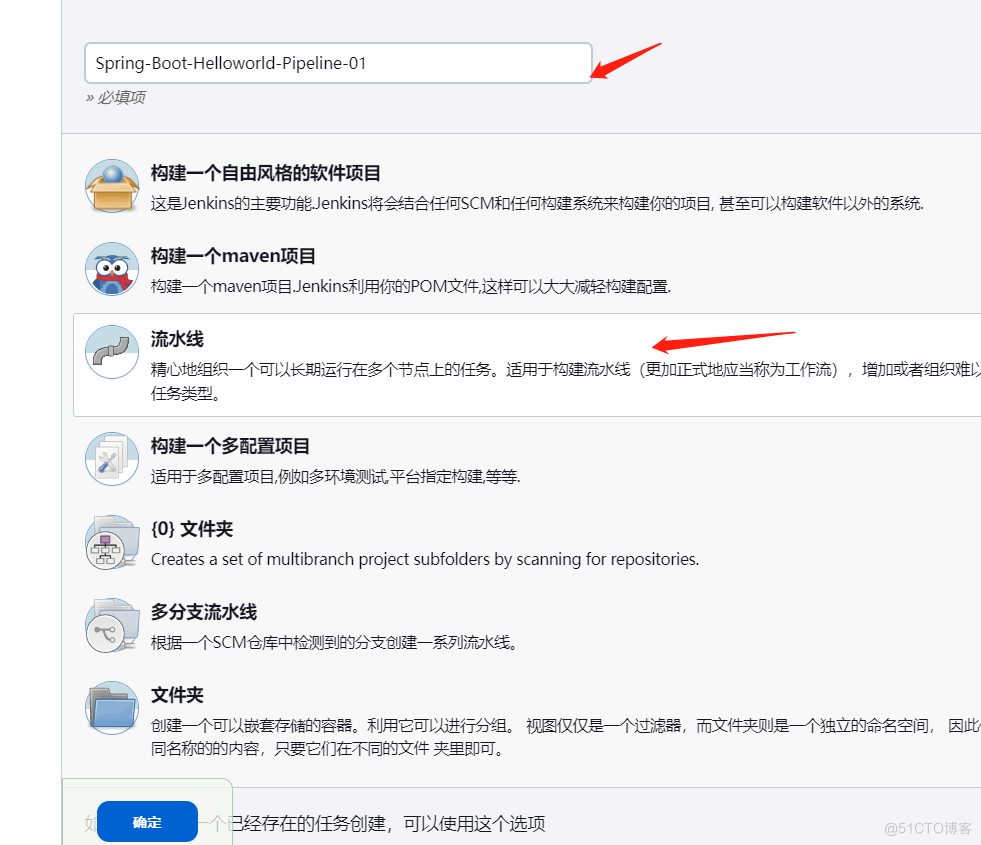 Spring-Boot-Helloworld-Pipeline-01
» 必填项
构建一个自由风格的软件项目
这是Jenkins的主要功能.Jenkins将会结合任何SCM和任何构建系统来构建你的项目, 甚至可以构建软件以外的系统.
构建一个maven项目
构建一个maven项目.Jenkins利用你的POM文件,这样可以大大减轻构建配置.
流水线
精心地组织一个可以长期运行在多个节点上的任务。适用于构建流水线（更加正式地应当称为工作流），增加或者组织难以
任务类型。
构建一个多配置项目
适用于多配置项目,例如多环境测试,平台指定构建,等等.
{0} 文件夹
Creates a set of multibranch project subfolders by scanning for repositories.
多分支流水线
根据一个SCM仓库中检测到的分支创建一系列流水线。
文件夹
创建一个可以嵌套存储的容器。利用它可以进行分组。 视图仅仅是一个过滤器，而文件夹则是一个独立的命名空间， 因此
同名称的的内容，只要它们在不同的文件 夹里即可。
如
确定
一个已经存在的任务创建，可以使用这个选项
@51CTO博客